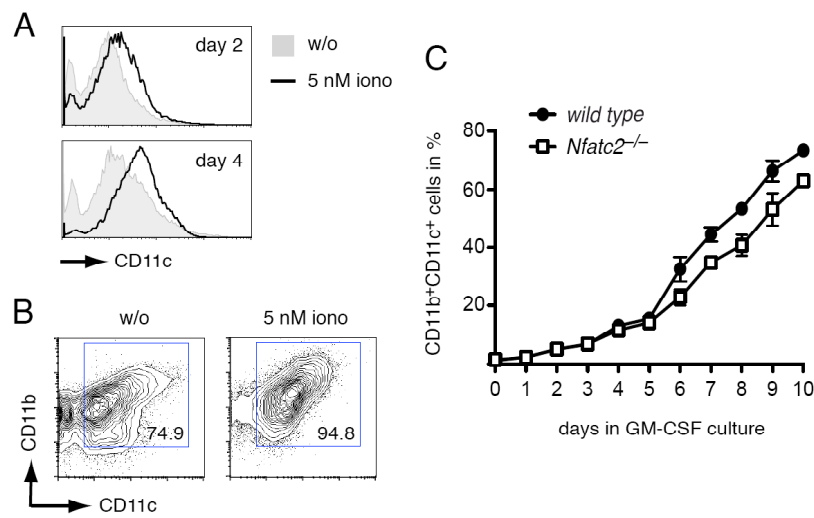 A
day 2
w/o
5 nM iono
day 4
CD11c
B
w/o
5 nM iono
CD11b
74.9
94.8
CD11c
C
wild type
Nfatc2–/–
CD11b+CD11c+ cells in %
80
60
40
20
0 1 2 3 4 5 6 7 8 9 10
days in GM-CSF culture